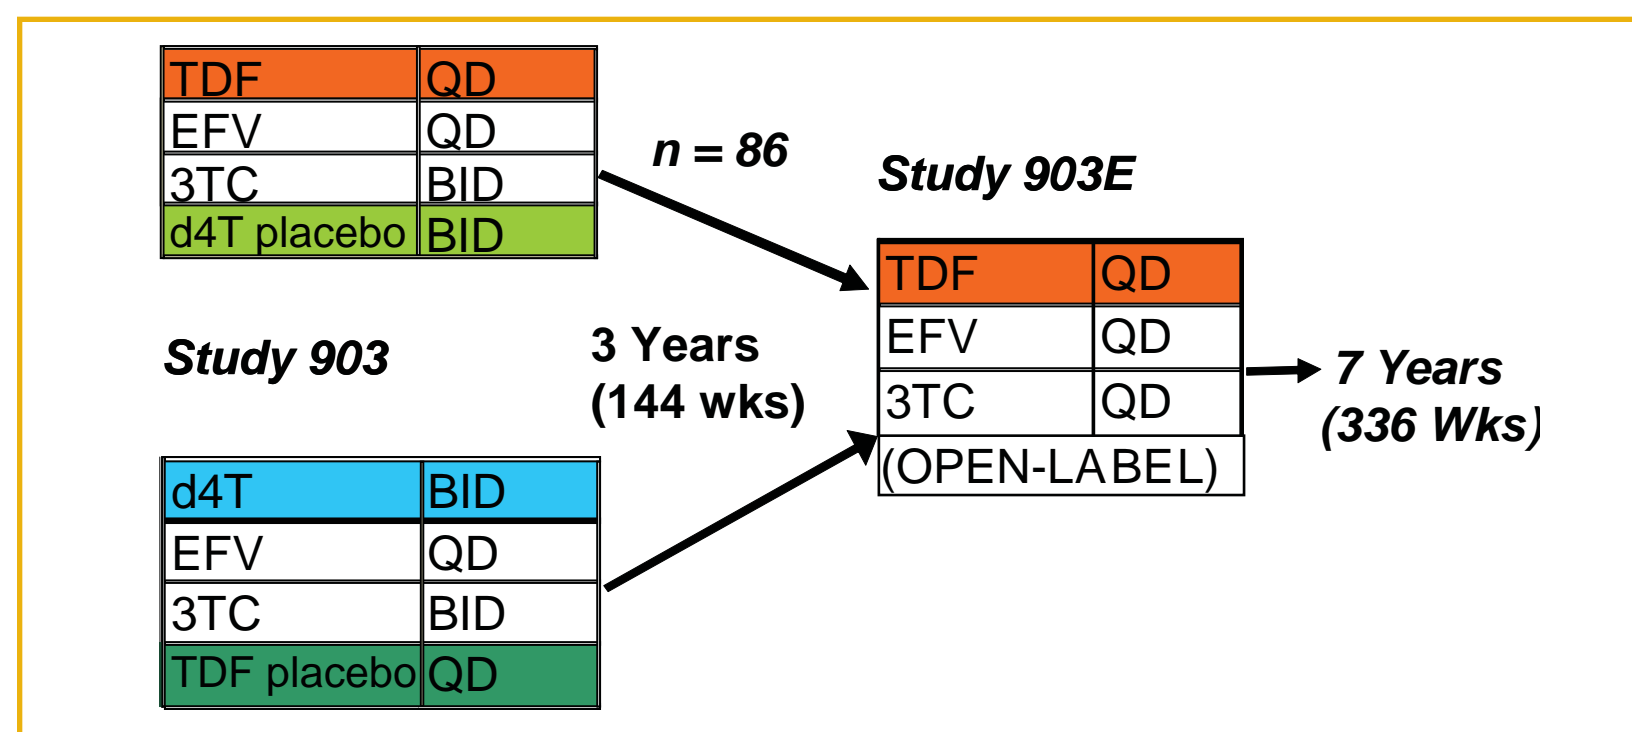 TDF QD
EFV QD
3TC BID
d4T placebo BID
n = 86
Study 903E
Study 903
3 Years
(144 wks)
TDF QD
EFV QD
3TC QD
(OPEN-LABEL)
7 Years
(336 Wks)
d4T BID
EFV QD
3TC BID
TDF placebo QD